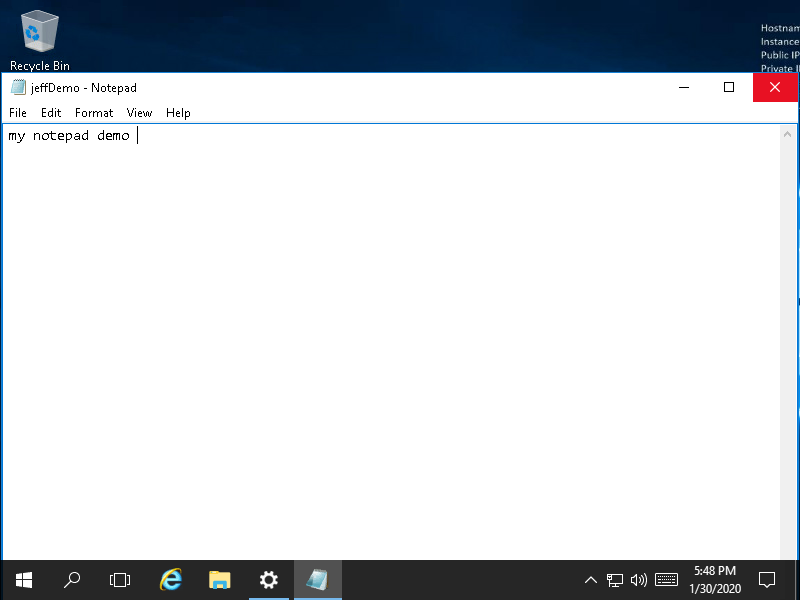 Recycle Bin
Hostnam
Instance
Public IP
Private I
jeffDemo - Notepad
File Edit Format View Help
my notepad demo
5:48 PM
1/30/2020